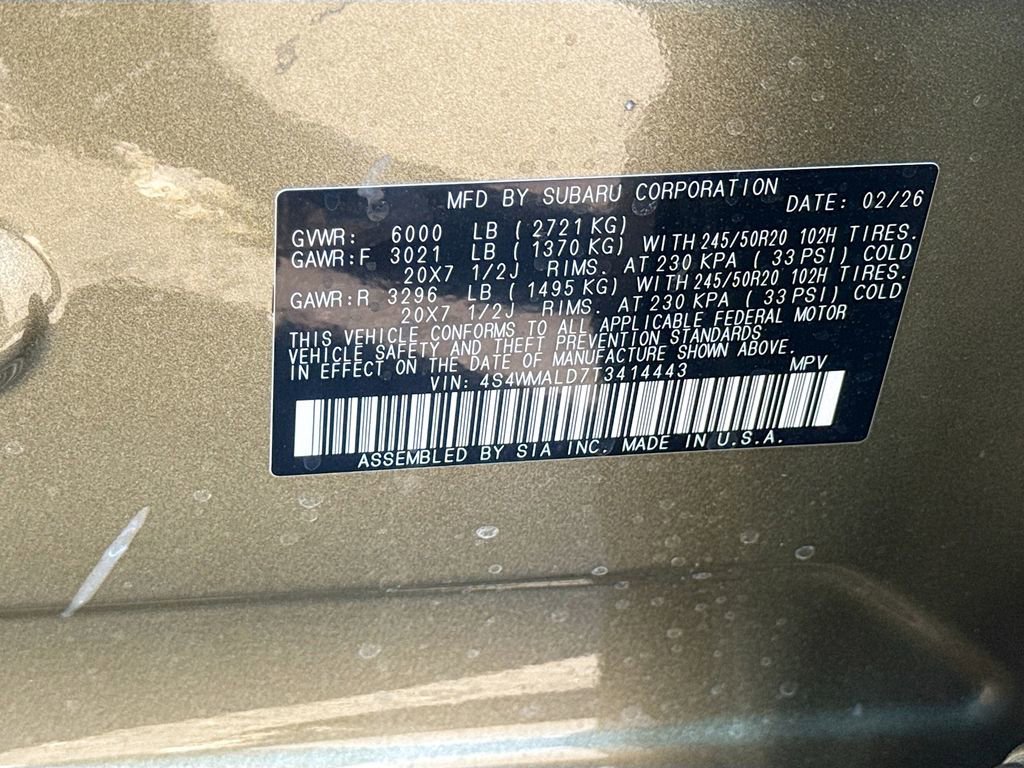 MFD BY SUBARU CORPORATION DATE: 02/26
GVWR: 6000 LB ( 2721 KG)
GAWR:F 3021 LB ( 1370 KG) WITH 245/50R20 102H TIRES.
20X7 1/2J RIMS. AT 230 KPA ( 33 PSI) COLD
GAWR:R 3296 LB ( 1495 KG) WITH 245/50R20 102H TIRES.
20X7 1/2J RIMS. AT 230 KPA ( 33 PSI) COLD
THIS VEHICLE CONFORMS TO ALL APPLICABLE FEDERAL MOTOR
VEHICLE SAFETY AND THEFT PREVENTION STANDARDS
IN EFFECT ON THE DATE OF MANUFACTURE SHOWN ABOVE.
VIN: 4S4WMALD7T3414443 MPV
ASSEMBLED BY SIA INC. MADE IN U.S.A.